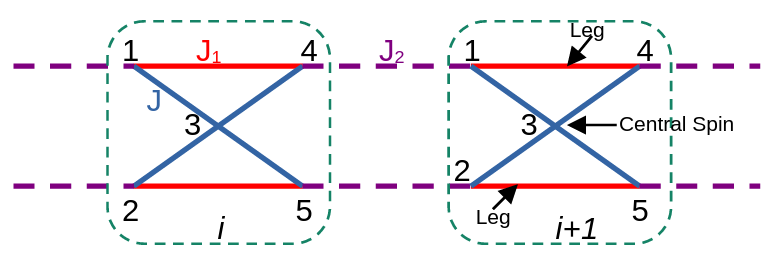 Leg
1 J₁ 4 J₂ 1 4
J
3 3 Central Spin
2
2 5 Leg 5
i i+1